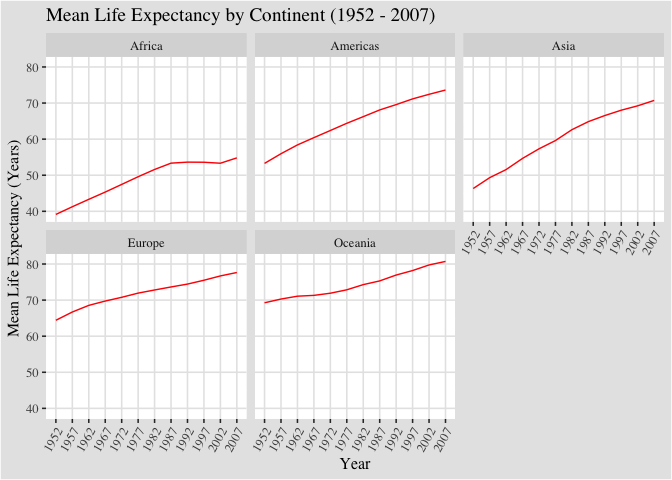 Mean Life Expectancy by Continent (1952 - 2007)
Africa
Americas
Asia
80
70
60
50
40
1952 1957 1962 1967 1972 1977 1982 1987 1992 1997 2002 2007
Europe
Oceania
80
70
60
50
40
1952 1957 1962 1967 1972 1977 1982 1987 1992 1997 2002 2007
1952 1957 1962 1967 1972 1977 1982 1987 1992 1997 2002 2007
Mean Life Expectancy (Years)
Year